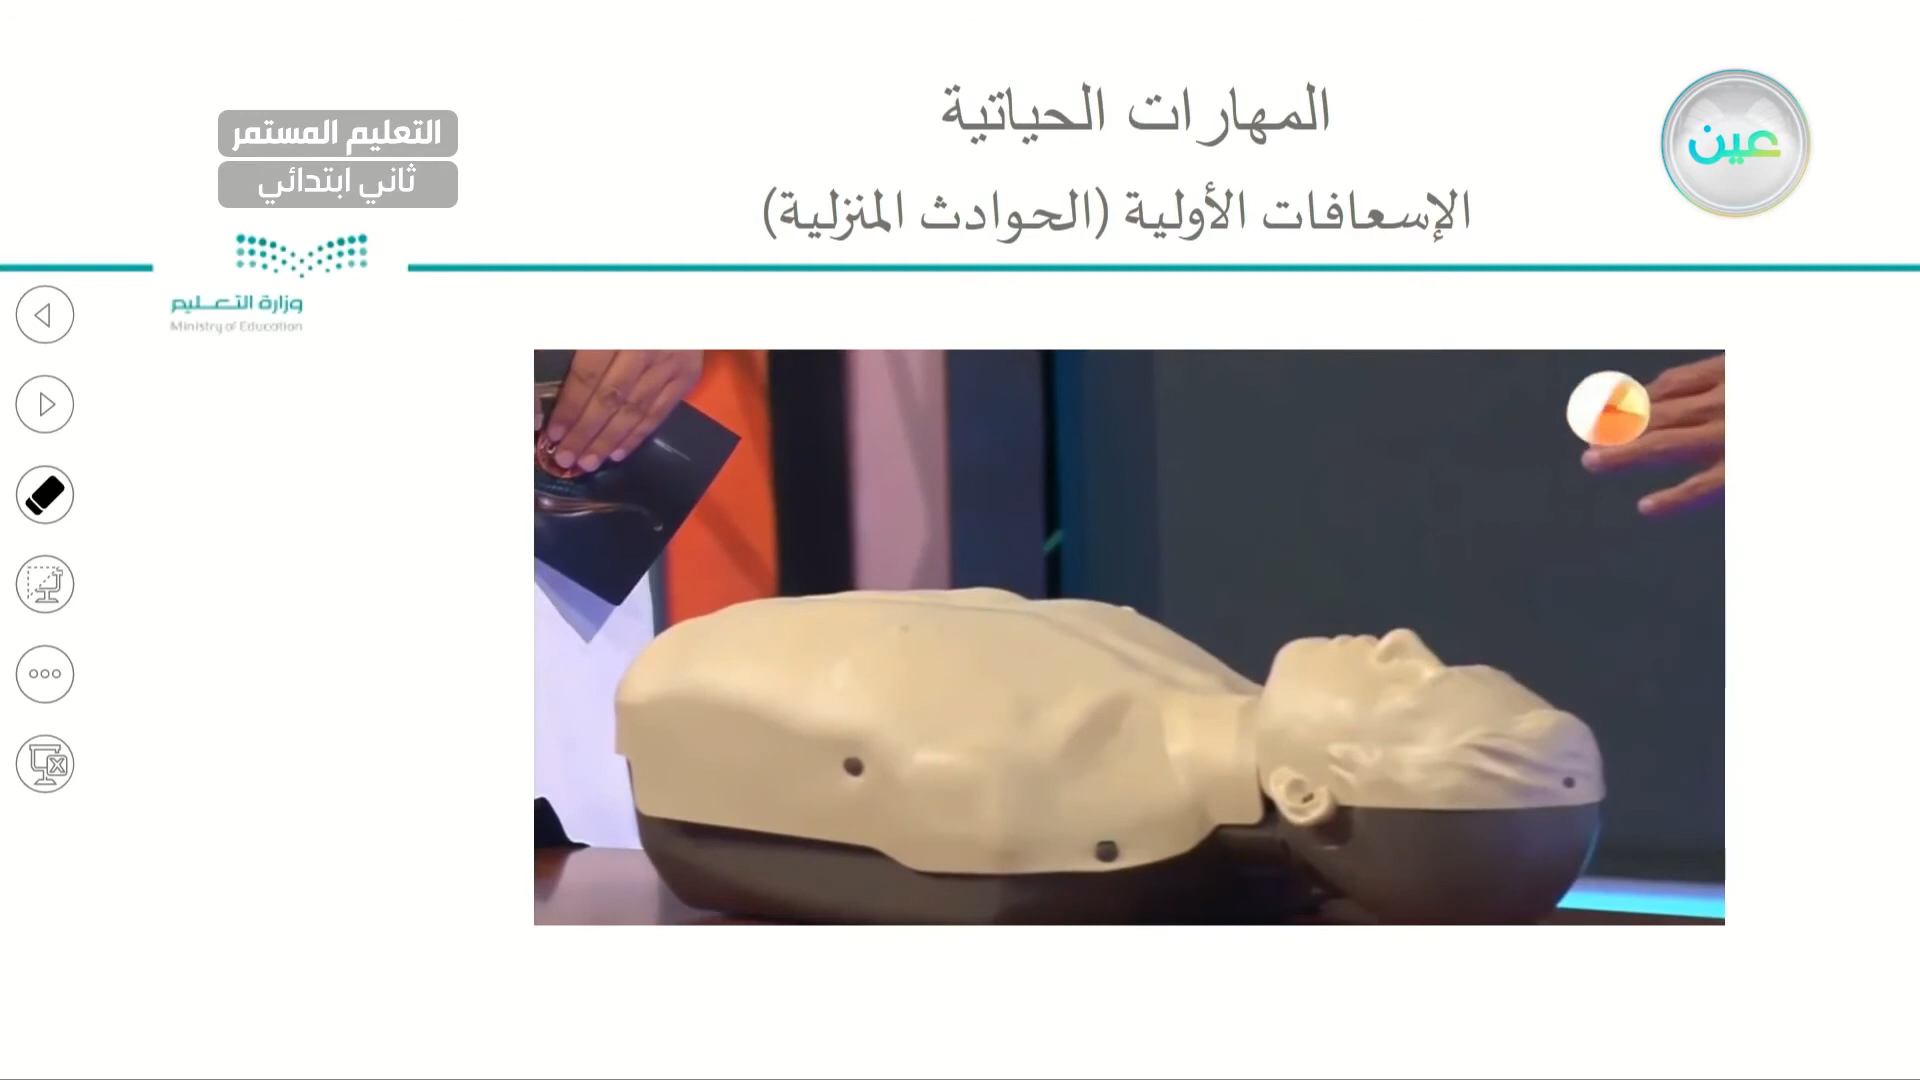 المهارات الحياتية
الإسعافات الأولية (الحوادث المنزلية)
عين
التعليم المستمر
ثاني ابتدائي
وزارة التعليم
Ministry of Education